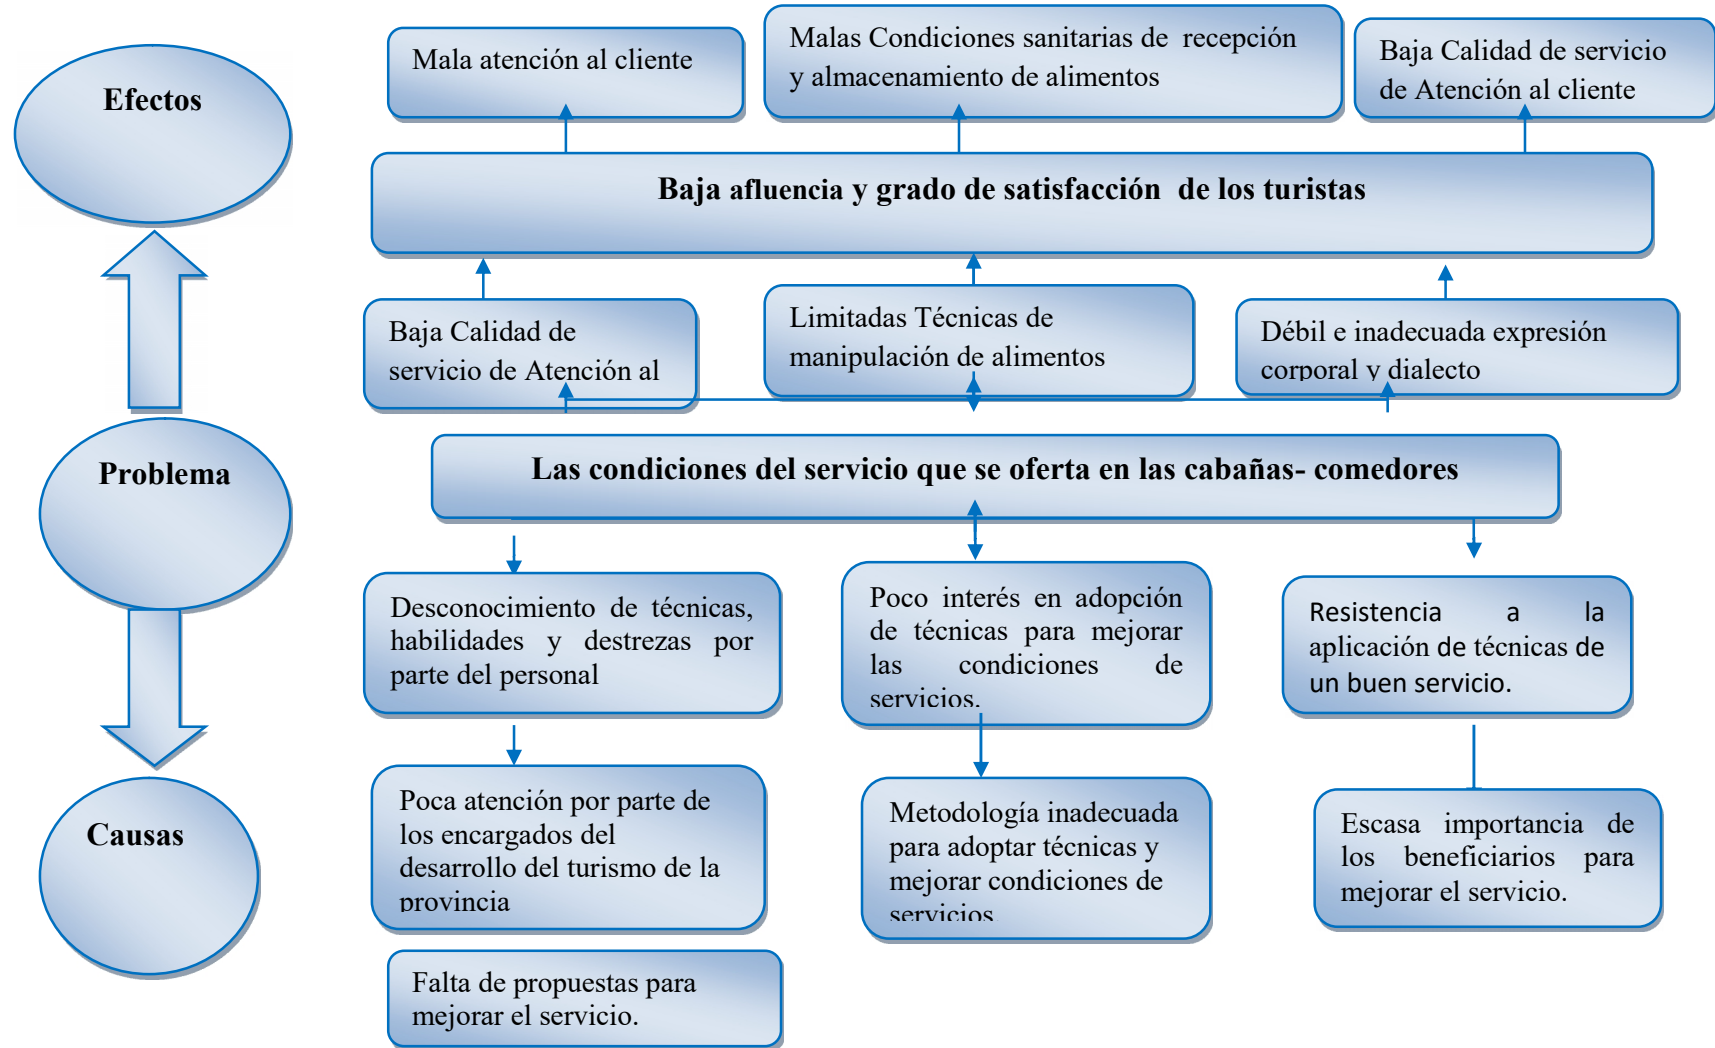 Efectos
Mala atención al cliente
Malas Condiciones sanitarias de recepción
y almacenamiento de alimentos
Baja Calidad de servicio
de Atención al cliente
Baja afluencia y grado de satisfacción de los turistas
Baja Calidad de
servicio de Atención al
Limitadas Técnicas de
manipulación de alimentos
Débil e inadecuada expresión
corporal y dialecto
Problema
Las condiciones del servicio que se oferta en las cabañas- comedores
Desconocimiento de técnicas,
habilidades y destrezas por
parte del personal
Poco interés en adopción
de técnicas para mejorar
las condiciones de
servicios.
Resistencia a la
aplicación de técnicas de
un buen servicio.
Causas
Poca atención por parte de
los encargados del
desarrollo del turismo de la
provincia
Metodología inadecuada
para adoptar técnicas y
mejorar condiciones de
servicios
Escasa importancia de
los beneficiarios para
mejorar el servicio.
Falta de propuestas para
mejorar el servicio.